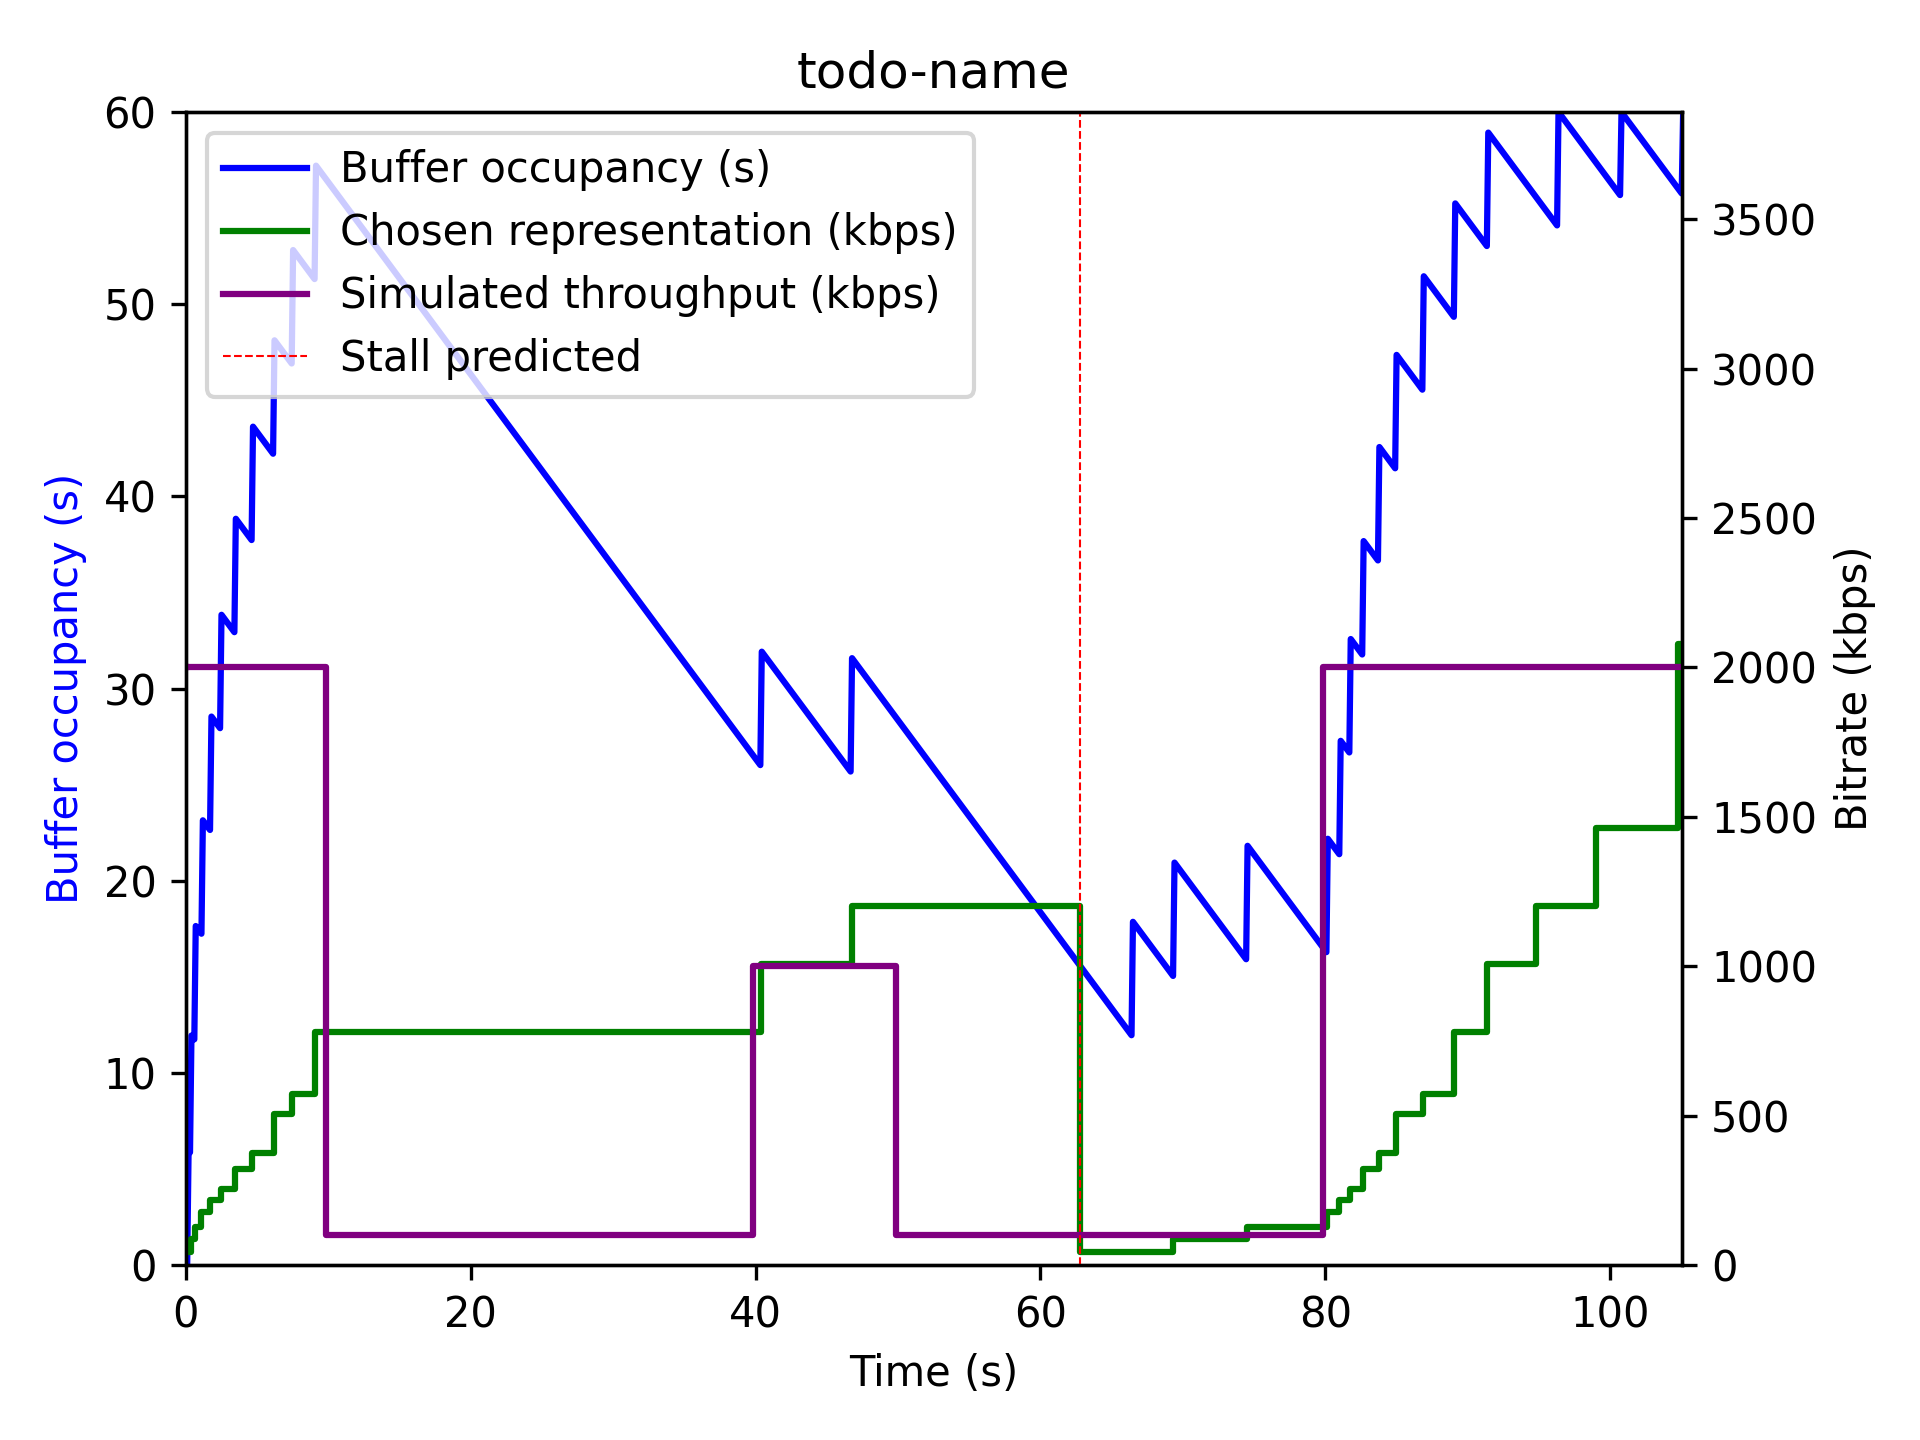 todo-name
Buffer occupancy (s)
Chosen representation (kbps)
Simulated throughput (kbps)
Stall predicted
60
50
40
30
20
10
0
Buffer occupancy (s)
3500
3000
2500
2000
1500
1000
500
0
Bitrate (kbps)
0 20 40 60 80 100
Time (s)